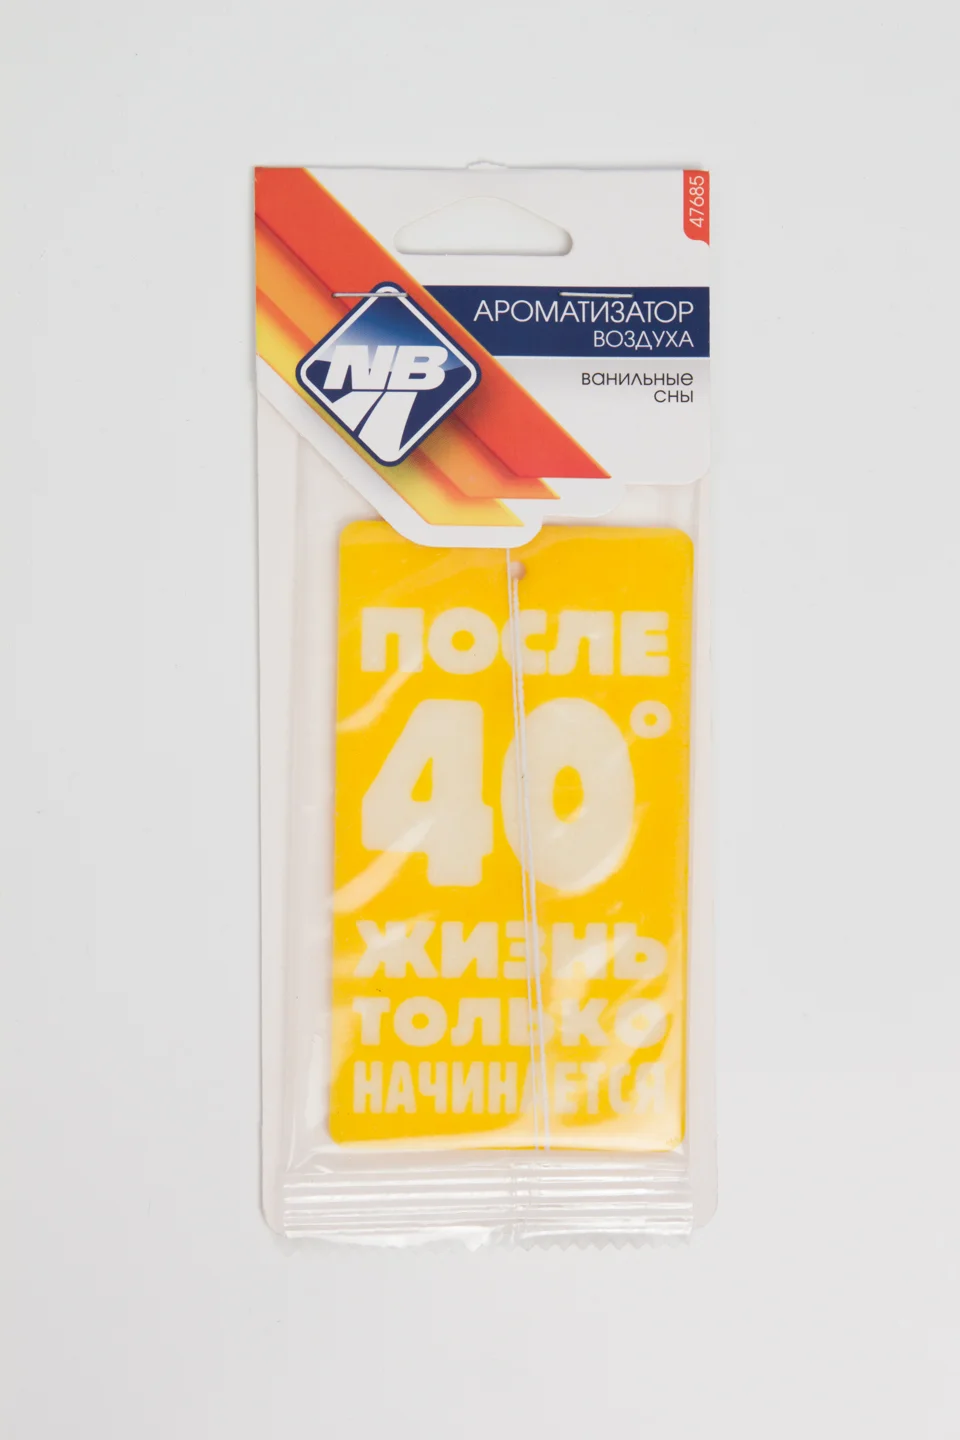 47685
АРОМАТИЗАТОР
ВОЗДУХА
ванильные
сны
NB
ПОСЛЕ
40°
ЖИЗНЬ
ТОЛЬКО
НАЧИНАЕТСЯ